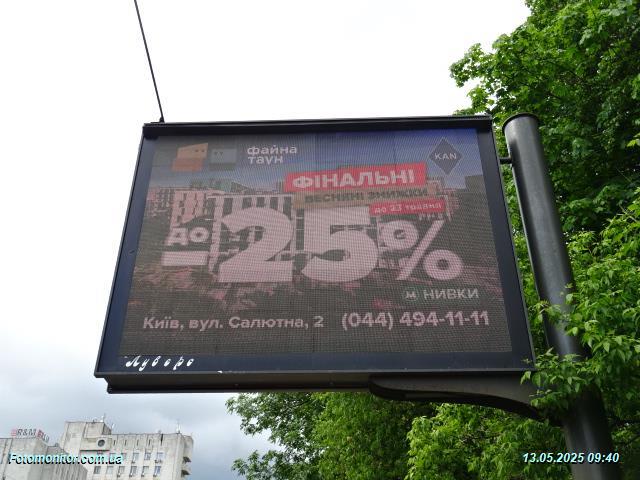 файна
таун
KAN
ФІНАЛЬНІ
ВЕСНЯНІ ЗНИЖКИ
до 23 травня
до 25%
М НИВКИ
Київ, вул. Салютна, 2 (044) 494-11-11
Луверс
R&M
Fotomonitor.com.ua
13.05.2025 09:40